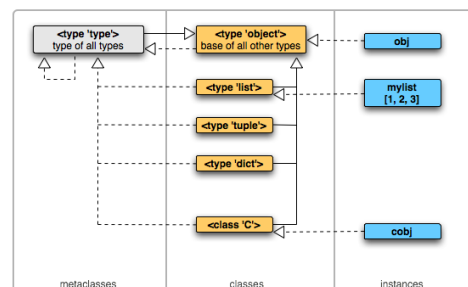 <type 'type'>
type of all types
<type 'object'>
base of all other types
obj
<type 'list'>
mylist
[1, 2, 3]
<type 'tuple'>
<type 'dict'>
<class 'C'>
cobj
metaclasses
classes
instances